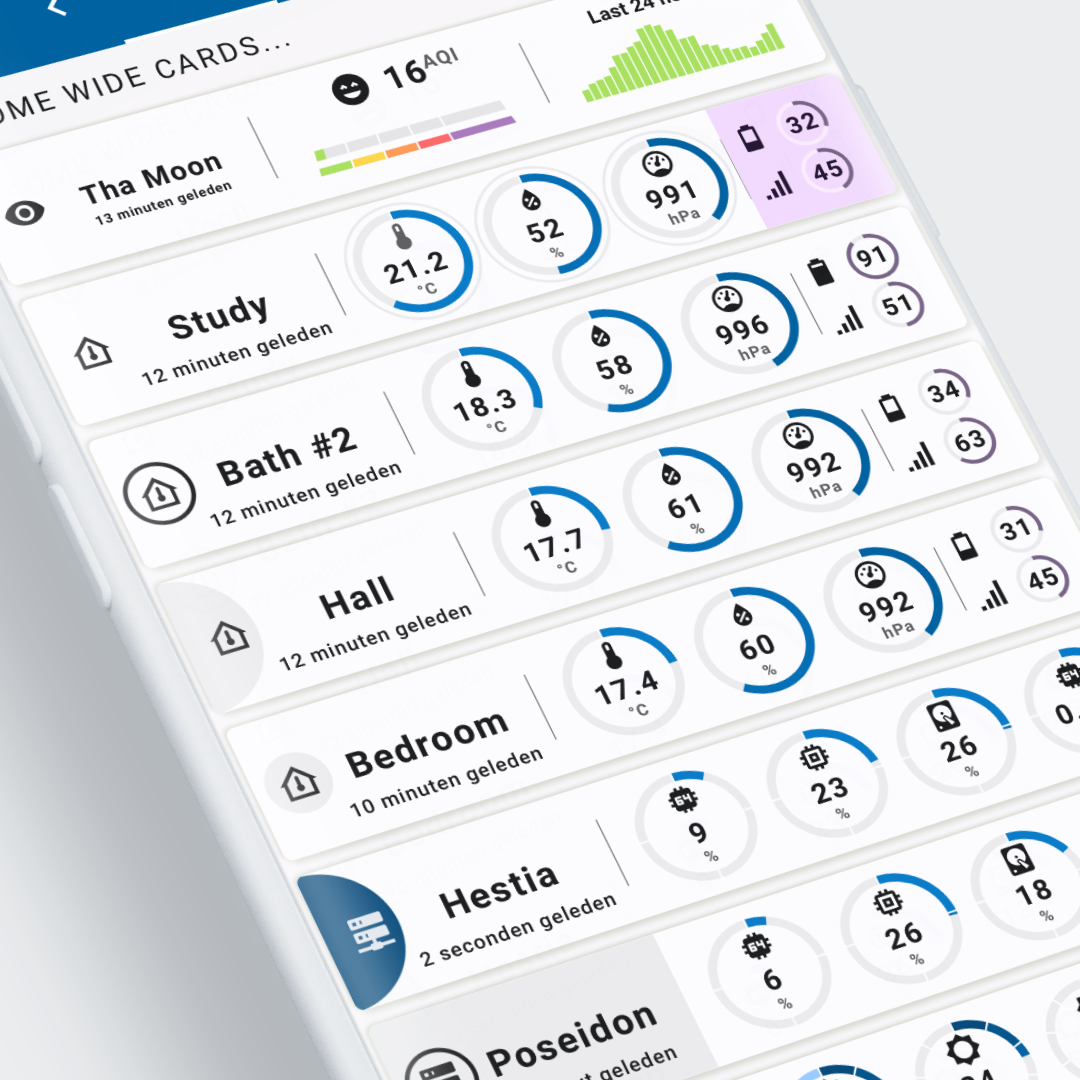 OME WIDE CARDS...
Tha Moon
13 minuten geleden
16 AQI
Last 24
Study
12 minuten geleden
21.2
°C
52
%
991
hPa
32
45
Bath #2
12 minuten geleden
18.3
°C
58
%
996
hPa
91
51
Hall
12 minuten geleden
17.7
°C
61
%
992
hPa
34
63
Bedroom
10 minuten geleden
17.4
°C
60
%
992
hPa
31
45
Hestia
2 seconden geleden
64
9
%
23
%
26
%
64
0.
Poseidon
geleden
64
6
%
26
%
18
%